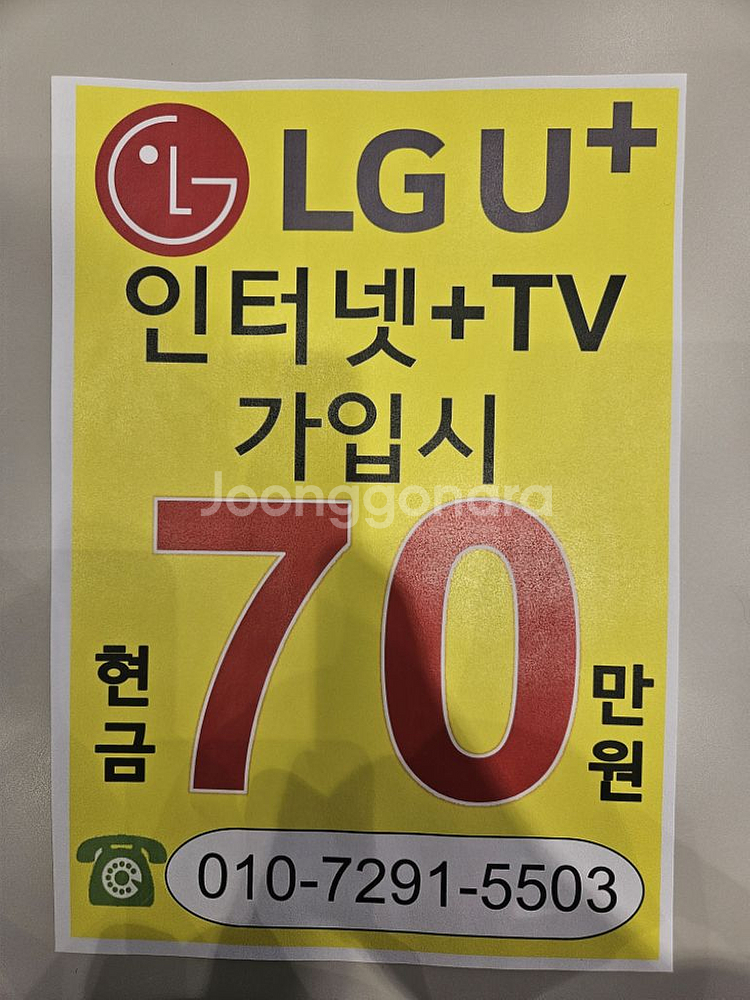 LG U+
인터넷+TV
가입시
Joonggonara
현금 70 만원
010-7291-5503